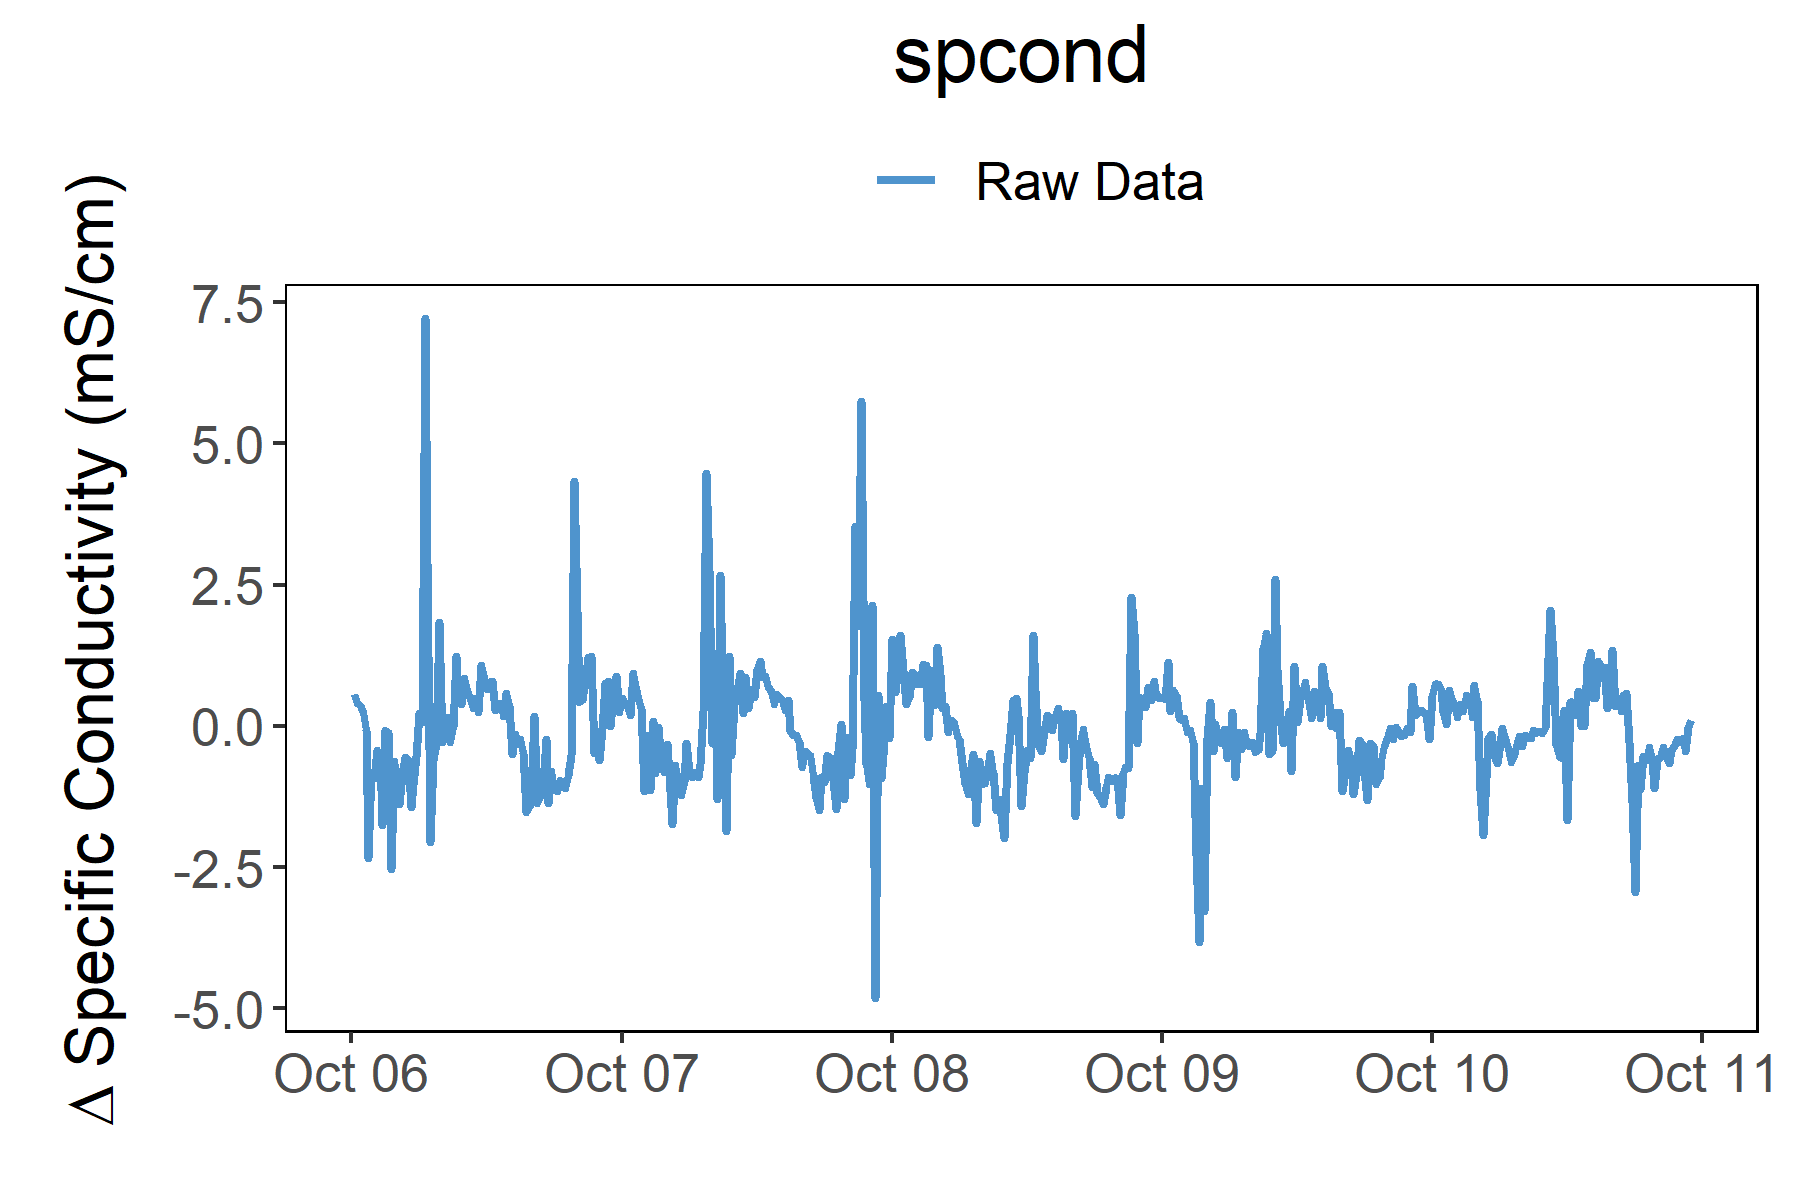 spcond
Raw Data
Δ Specific Conductivity (mS/cm)
7.5
5.0
2.5
0.0
-2.5
-5.0
Oct 06 Oct 07 Oct 08 Oct 09 Oct 10 Oct 11